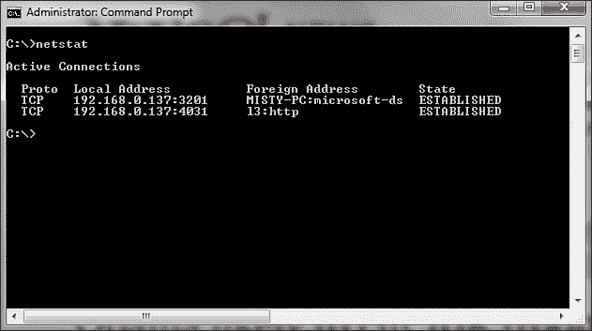 Administrator: Command Prompt
C:\>netstat
Active Connections
Proto  Local Address          Foreign Address        State
TCP    192.168.0.137:3201     MISTY-PC:microsoft-ds  ESTABLISHED
TCP    192.168.0.137:4031     l3:http                ESTABLISHED
C:\>